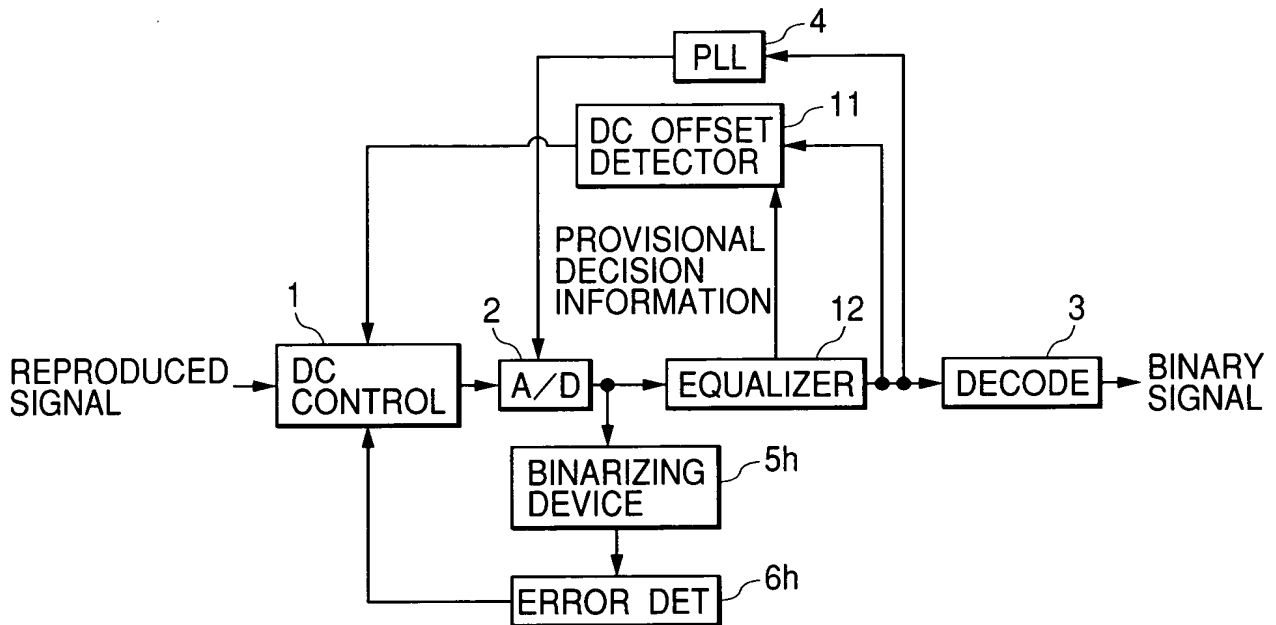 4
PLL
11
DC OFFSET
DETECTOR
PROVISIONAL
DECISION
INFORMATION
1
2
12
3
REPRODUCED
SIGNAL
DC
CONTROL
A/D
EQUALIZER
DECODE
BINARY
SIGNAL
BINARIZING
DEVICE
5h
ERROR DET
6h